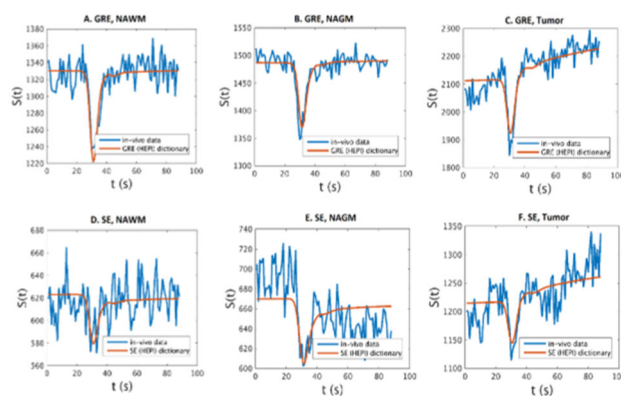 A. GRE, NAWM
B. GRE, NAGM
C. GRE, Tumor
S(t)
1380
1360
1340
1320
1300
1280
1260
1240
1220
0 20 40 60 80 100
t (s)
in-vivo data
GRE (HEPI) dictionary
1600
1500
1400
1300
0 20 40 60 80 100
t (s)
in-vivo data
GRE (HEPI) dictionary
2300
2200
2100
2000
1900
1800
0 20 40 60 80 100
t (s)
in-vivo data
GRE (HEPI) dictionary
D. SE, NAWM
E. SE, NAGM
F. SE, Tumor
S(t)
680
660
640
620
600
580
560
0 20 40 60 80 100
t (s)
in-vivo data
SE (HEPI) dictionary
740
720
700
680
660
640
620
600
0 20 40 60 80 100
t (s)
in-vivo data
SE (HEPI) dictionary
1350
1300
1250
1200
1150
1100
0 20 40 60 80 100
t (s)
in-vivo data
SE (HEPI) dictionary